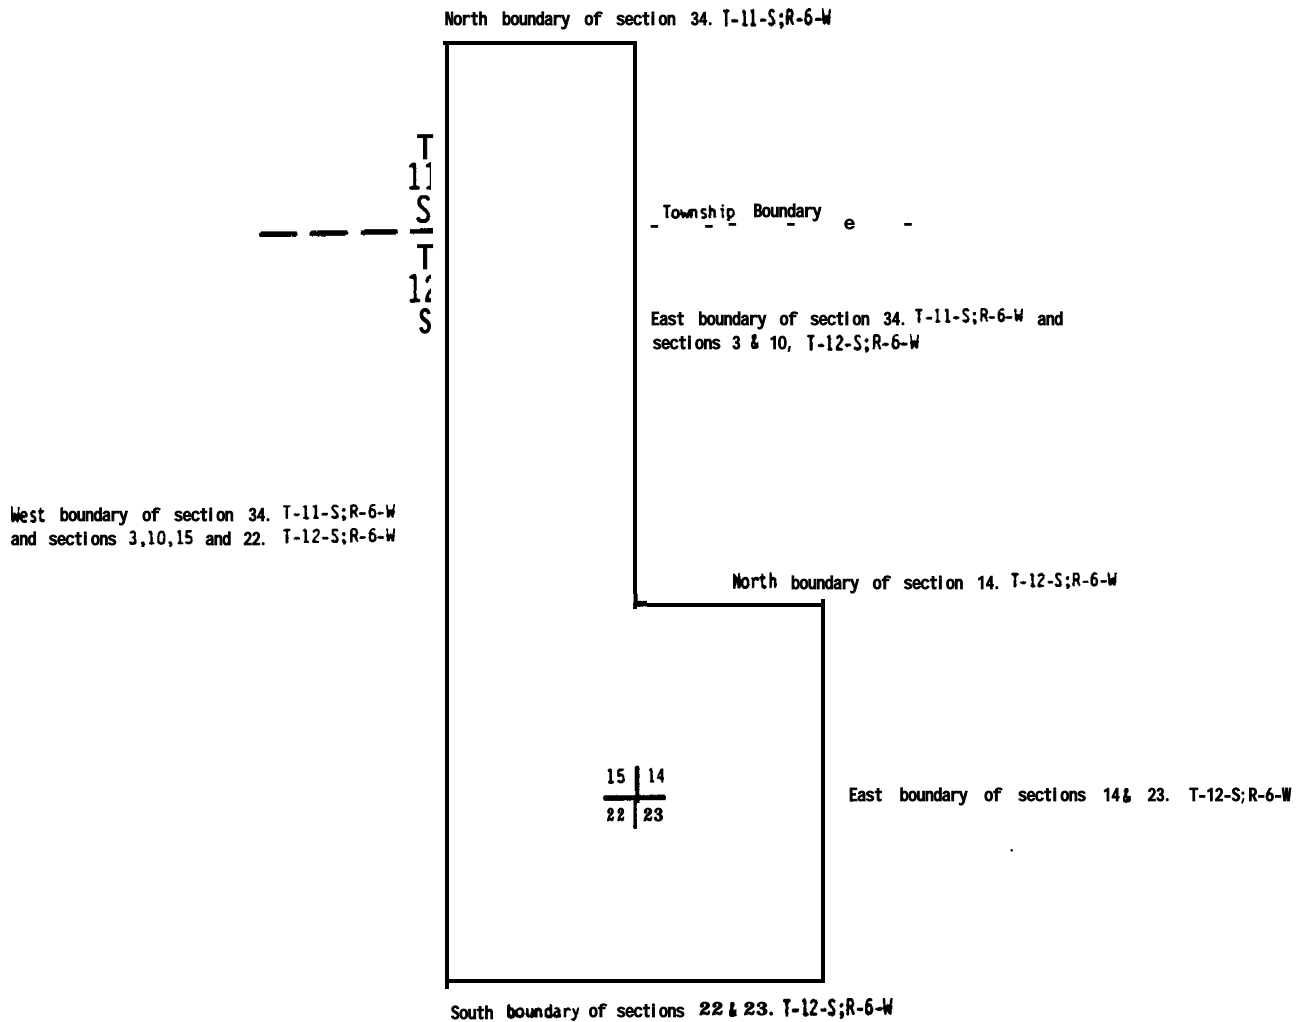 North boundary of section 34. T-11-S;R-6-W
T
11
S
Township Boundary
T
12
S
East boundary of section 34. T-11-S;R-6-W and
sections 3 & 10, T-12-S;R-6-W
West boundary of section 34. T-11-S;R-6-W
and sections 3,10,15 and 22. T-12-S;R-6-W
North boundary of section 14. T-12-S;R-6-W
15 14
22 23
East boundary of sections 14& 23. T-12-S;R-6-W
South boundary of sections 22 & 23. T-12-S;R-6-W